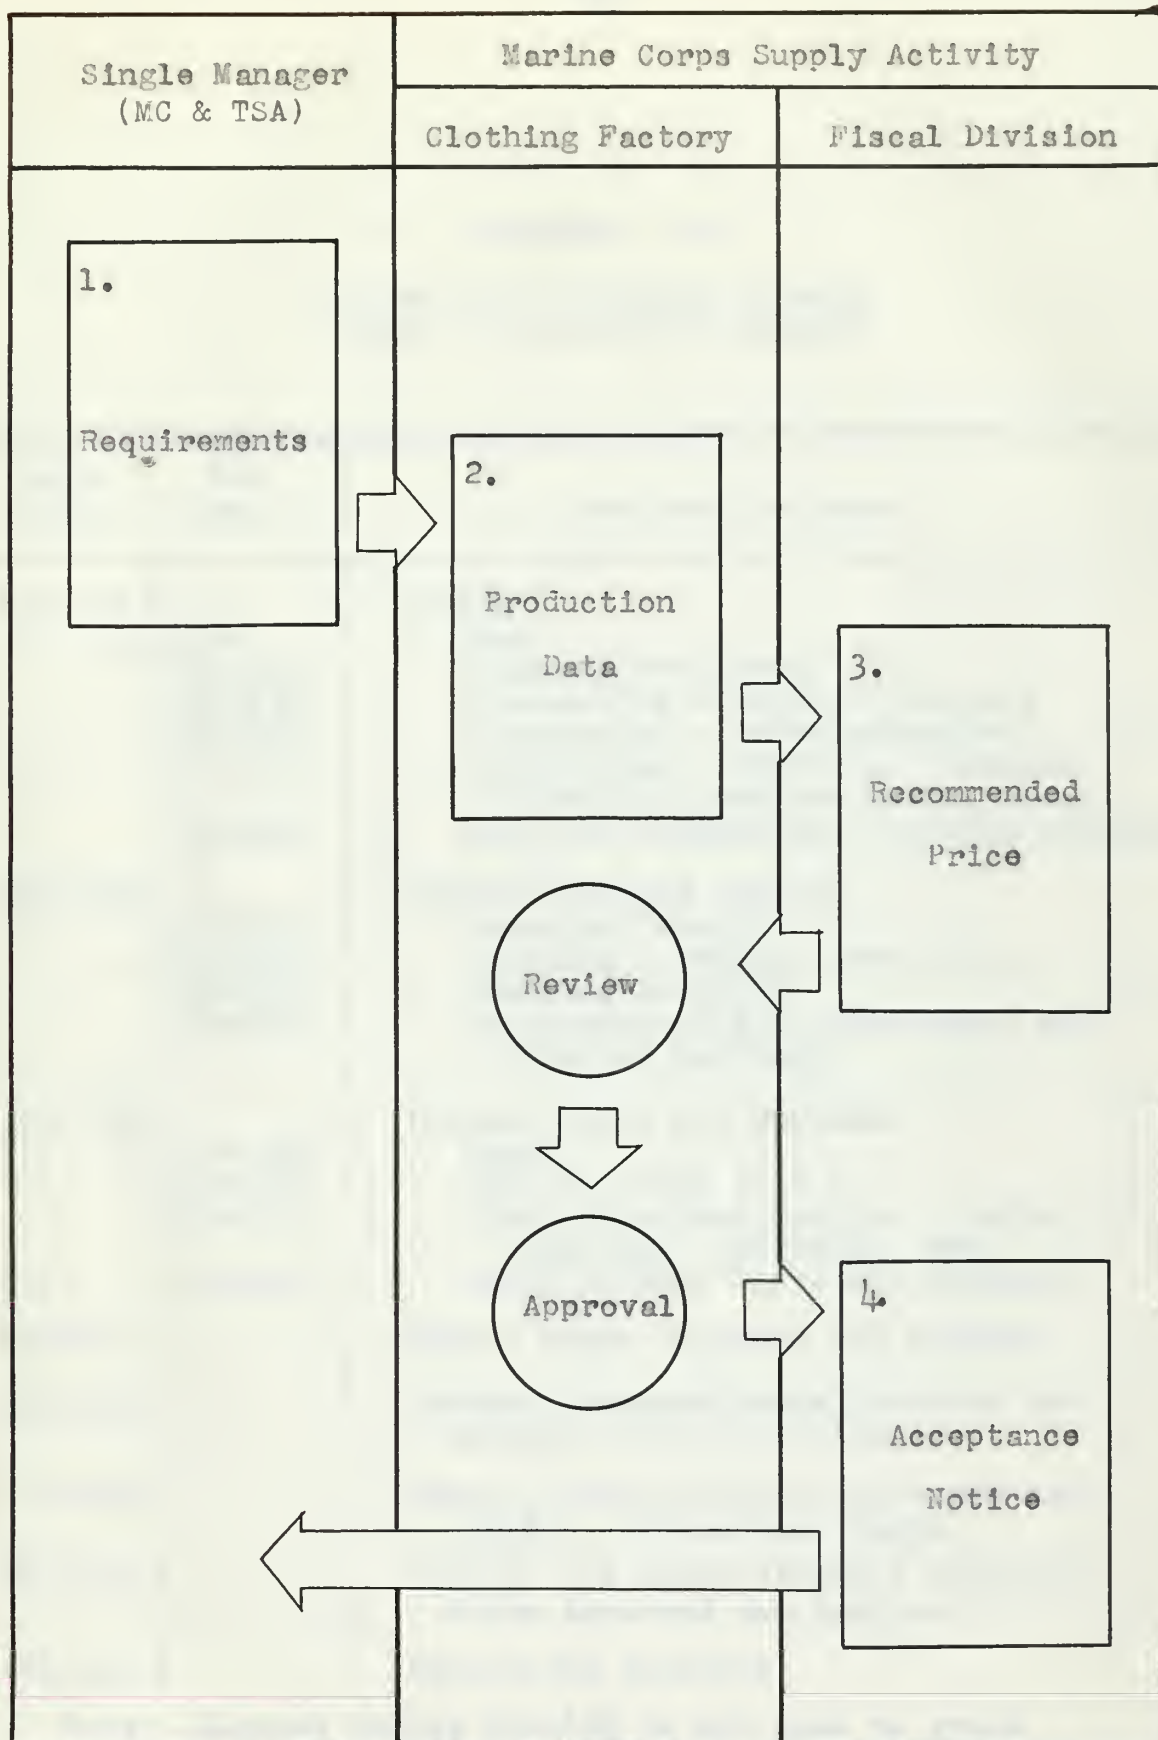 Single Manager
(MC & TSA)
Marine Corps Supply Activity
Clothing Factory
Fiscal Division
1.
Requirements
2.
Production
Data
3.
Recommended
Price
Review
Approval
4.
Acceptance
Notice